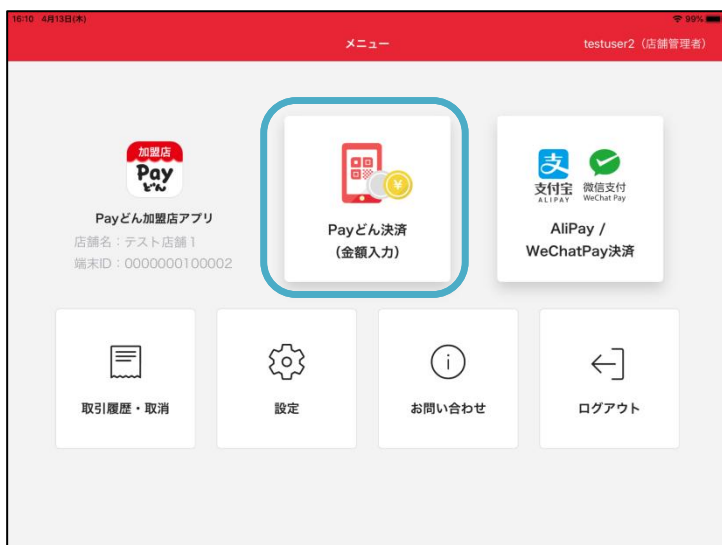 16:10 4月13日(木)
99%
メニュー
testuser2（店舗管理者）
加盟店
Pay
どん
Payどん加盟店アプリ
店舗名：テスト店舗1
端末ID：0000000100002
Payどん決済
（金額入力）
支
支付宝
ALIPAY
微信支付
WeChat Pay
AliPay /
WeChatPay決済
取引履歴・取消
設定
お問い合わせ
ログアウト